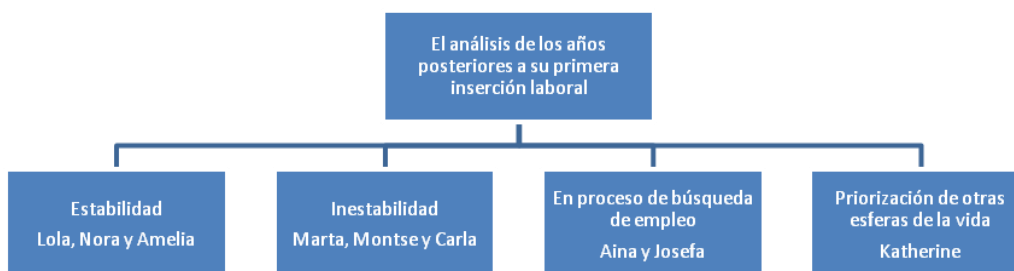 El análisis de los años
posteriores a su primera
inserción laboral
Estabilidad
Lola, Nora y Amelia
Inestabilidad
Marta, Montse y Carla
En proceso de búsqueda
de empleo
Aina y Josefa
Priorización de otras
esferas de la vida
Katherine